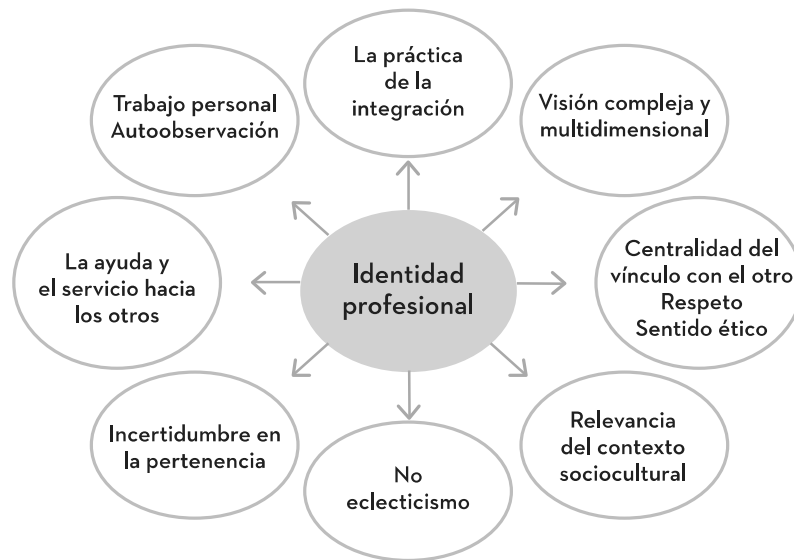 La práctica
de la
integración
Trabajo personal
Autoobservación
Visión compleja y
multidimensional
La ayuda y
el servicio hacia
los otros
Identidad
profesional
Centralidad del
vínculo con el otro
Respeto
Sentido ético
Incertidumbre en
la pertenencia
No
eclecticismo
Relevancia
del contexto
sociocultural